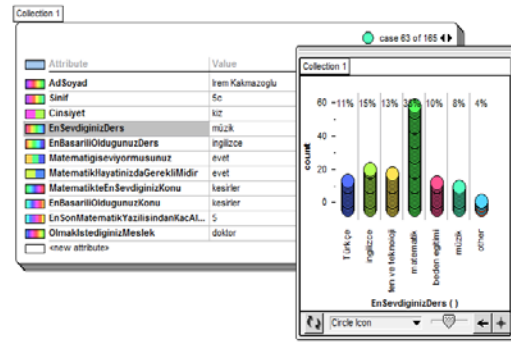 Collection 1
case 63 of 165
Attribute Value
AdSoyad Irem Kakmazoglu
Sinif 5c
Cinsiyet kiz
EnSevdiginizDers müzik
EnBasariliOldugunuzDers ingilizce
Matematigiseviyormusunuz evet
MatematikHayatinizdaGerekliMidir evet
MatematikteEnSevdiginizKonu kesirler
EnBasariliOldugunuzKonu kesirler
EnSonMatematikYazilisindanKacAl... 5
OlmakIstediginizMeslek doktor
<new attribute>
Collection 1
60
11% 15% 13% 10% 8% 4%
40
20
0
count
Türkçe
ingilizce
fen ve teknoloji
matematik
beden egitimi
müzik
other
EnSevdiginizDers ( )
Circle Icon